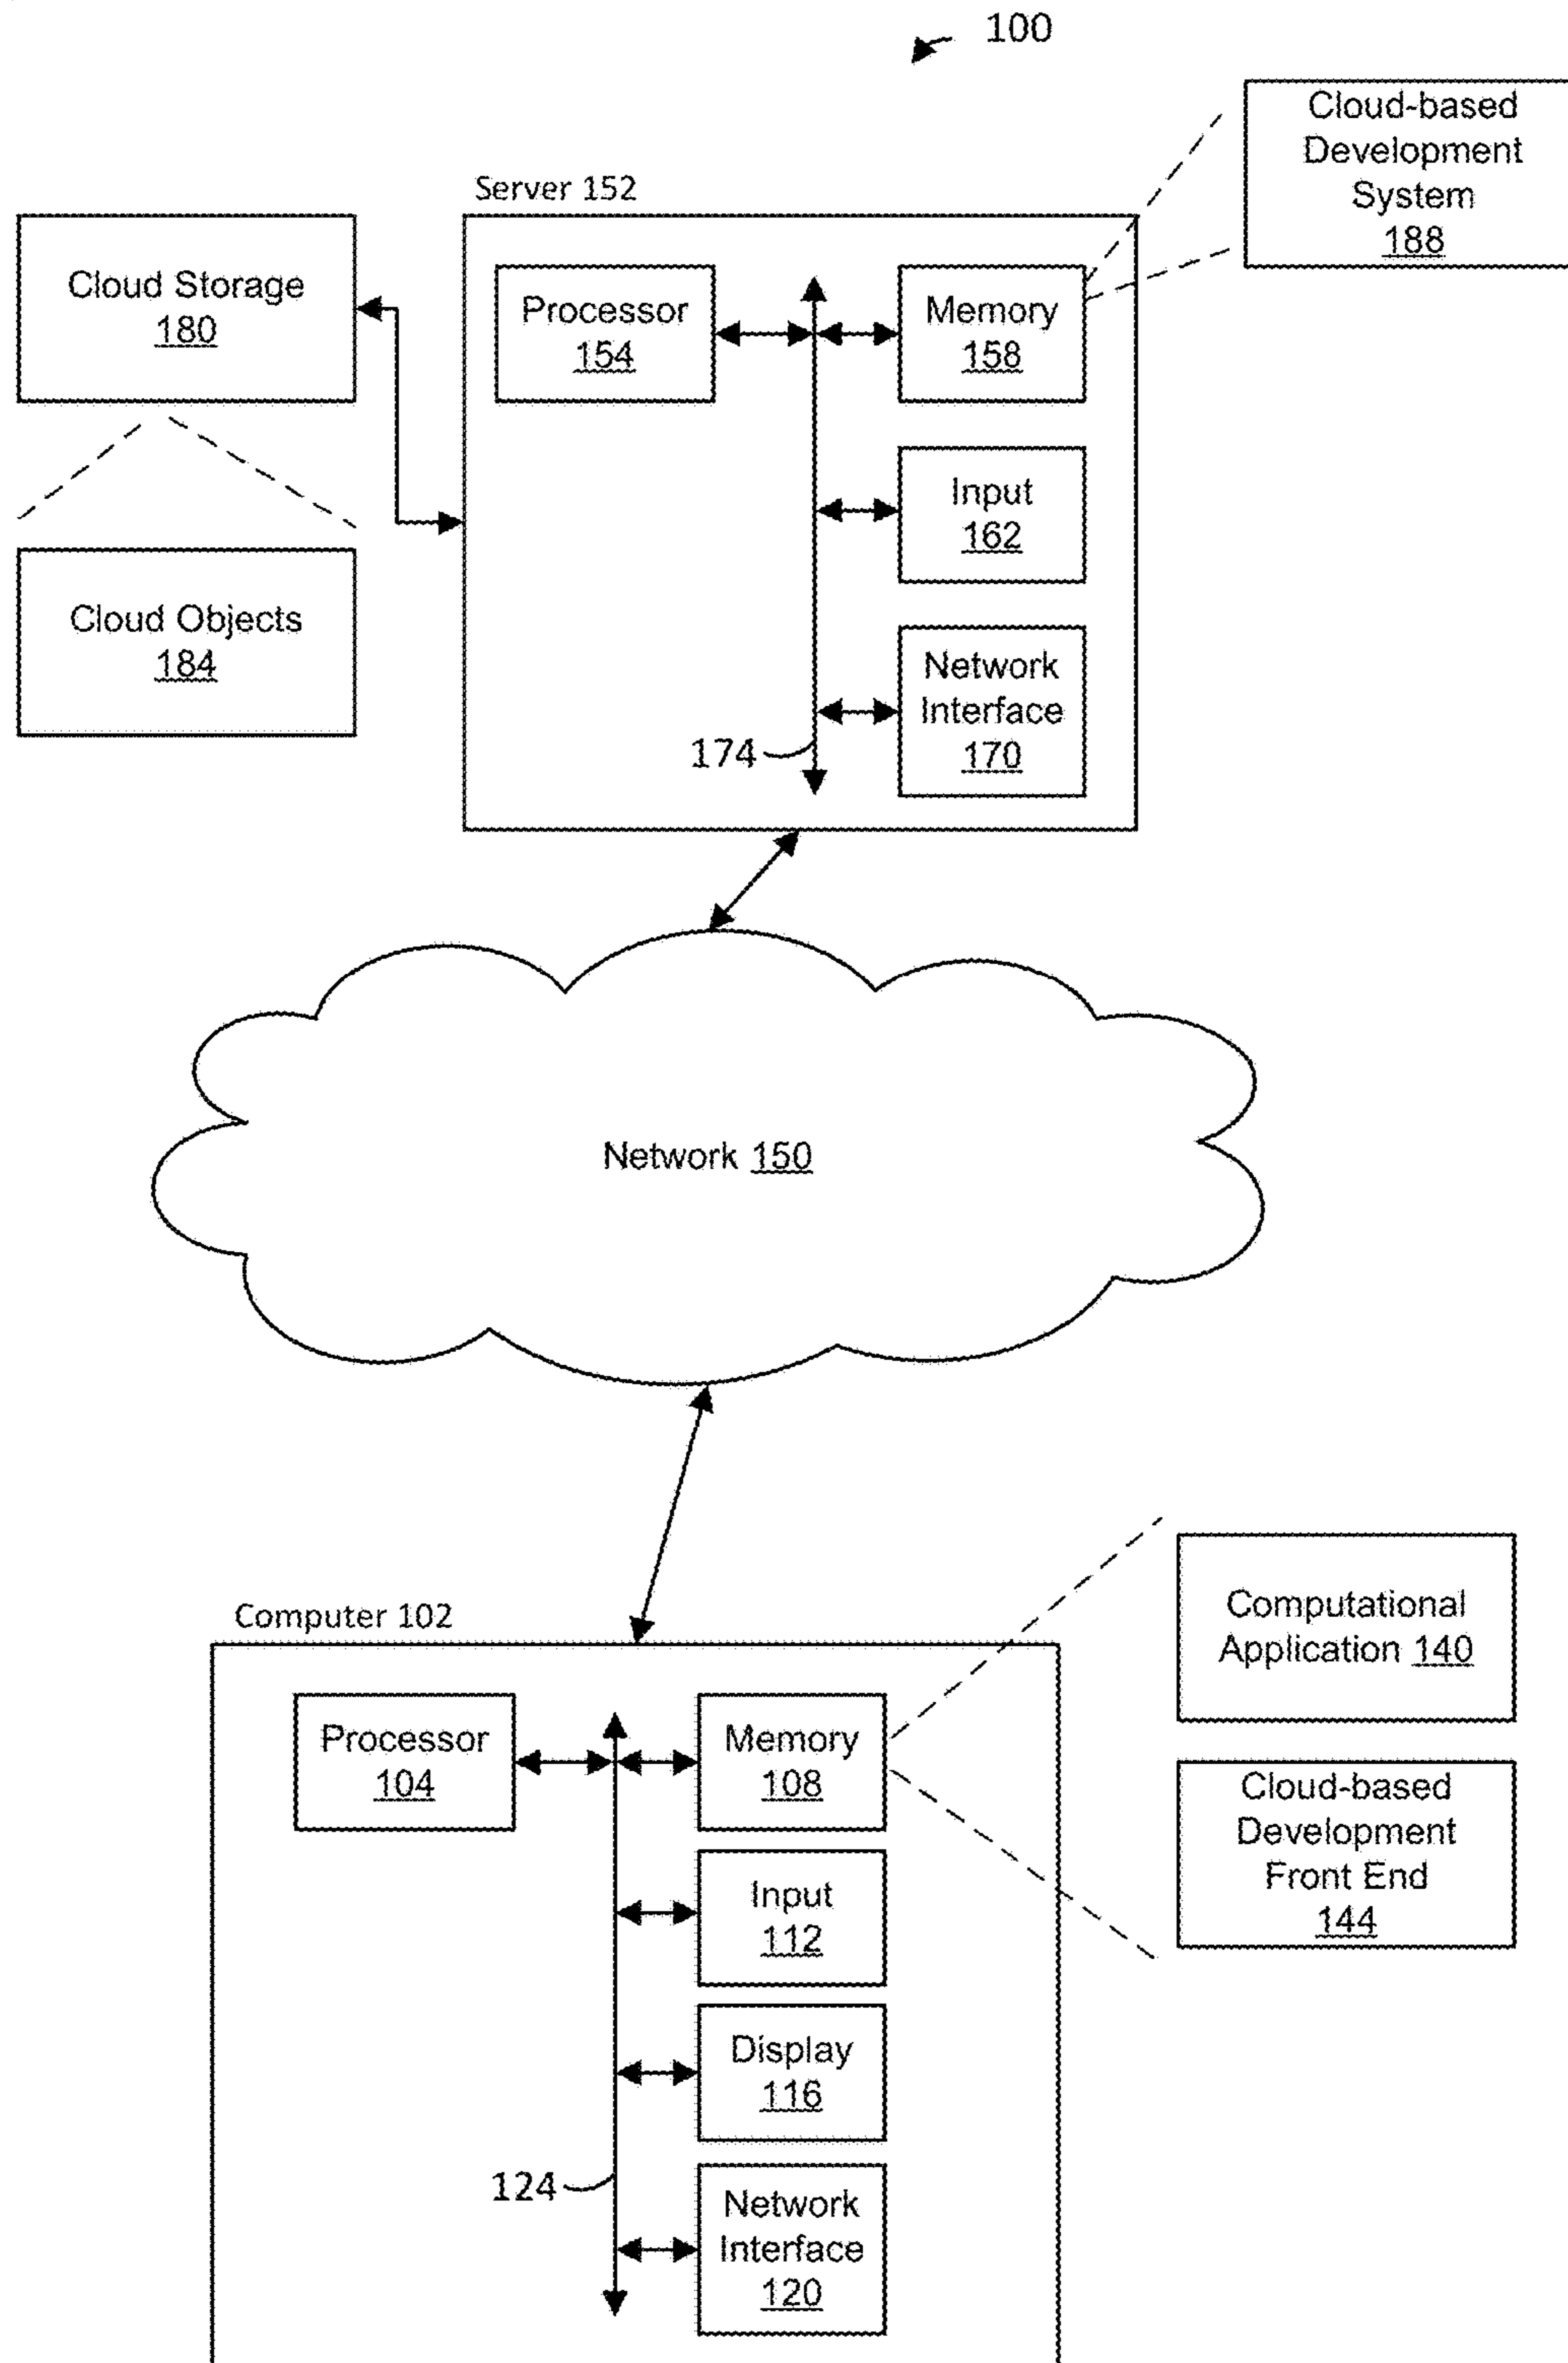 100
Cloud-based
Development
System
188
Server 152
Cloud Storage
180
Processor
154
Memory
158
Input
162
Cloud Objects
184
Network
Interface
170
174
Network 150
Computer 102
Computational
Application 140
Processor
104
Memory
108
Cloud-based
Development
Front End
144
Input
112
Display
116
124
Network
Interface
120